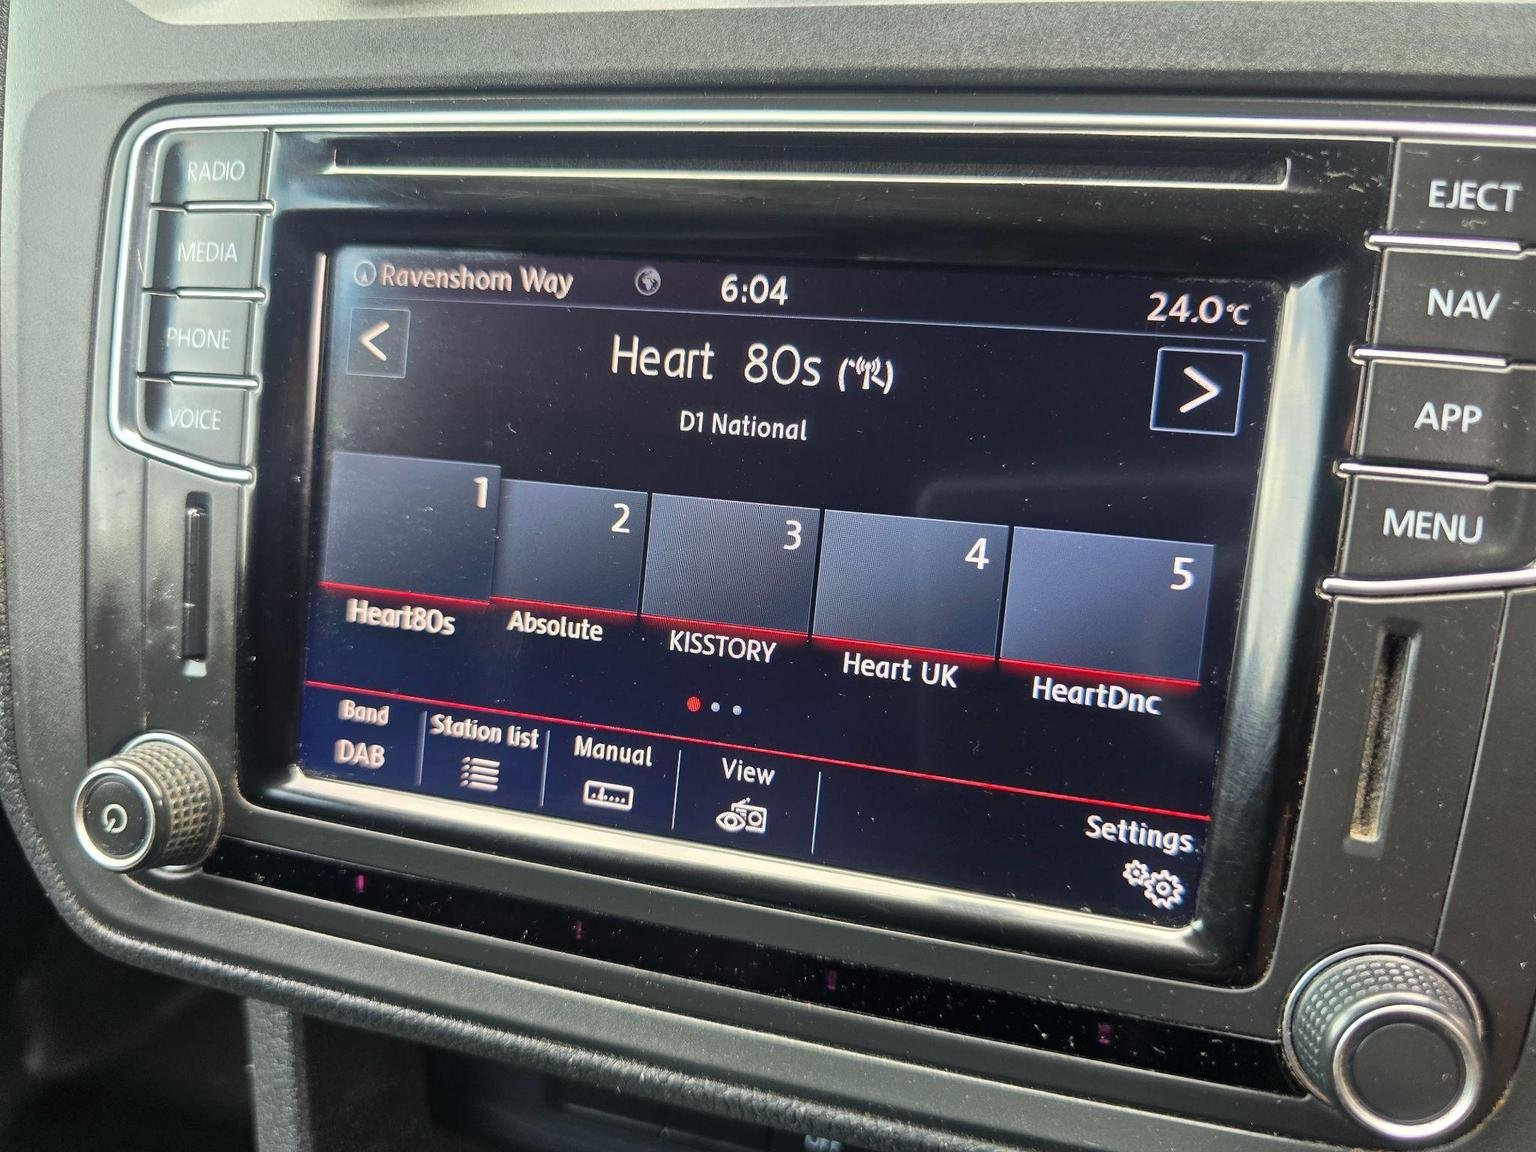 RADIO
MEDIA
PHONE
VOICE
Ravenshorn Way
6:04
24.0°C
<
Heart 80s
>
D1 National
1
2
3
4
5
Heart80s
Absolute
KISSTORY
Heart UK
HeartDnc
Band
DAB
Station list
Manual
View
Settings
EJECT
NAV
APP
MENU